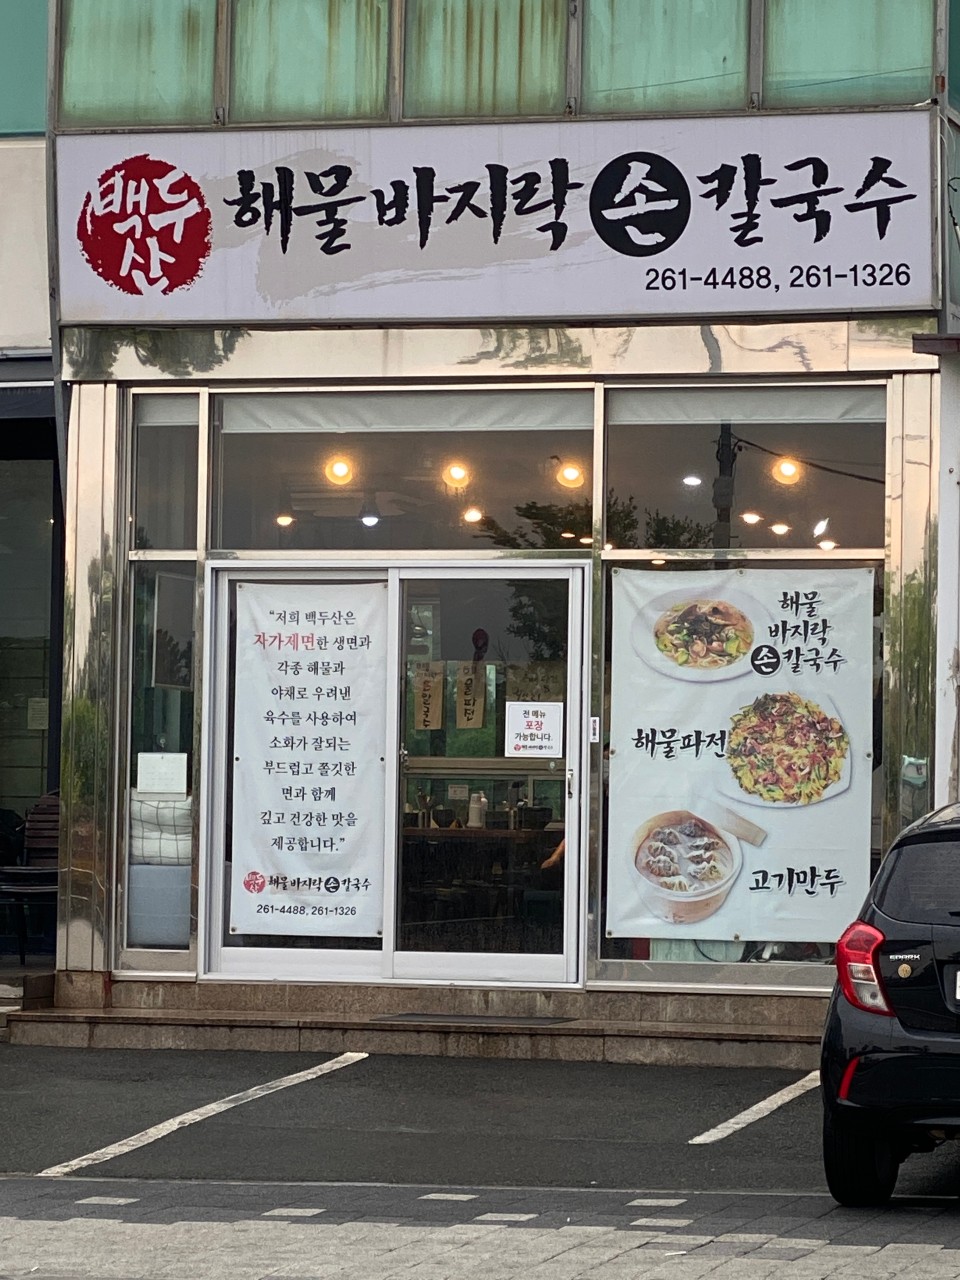 백두
산
해물바지락 손 칼국수
261-4488, 261-1326
“저희 백두산은
자가제면한 생면과
각종 해물과
야채로 우려낸
육수를 사용하여
소화가 잘되는
부드럽고 쫄깃한
면과 함께
깊고 건강한 맛을
제공합니다.”
백두
산
해물바지락 손 칼국수
261-4488, 261-1326
해물파전
전 메뉴
포장
가능합니다.
해물
바지락
손 칼국수
해물파전
고기만두
SPARK